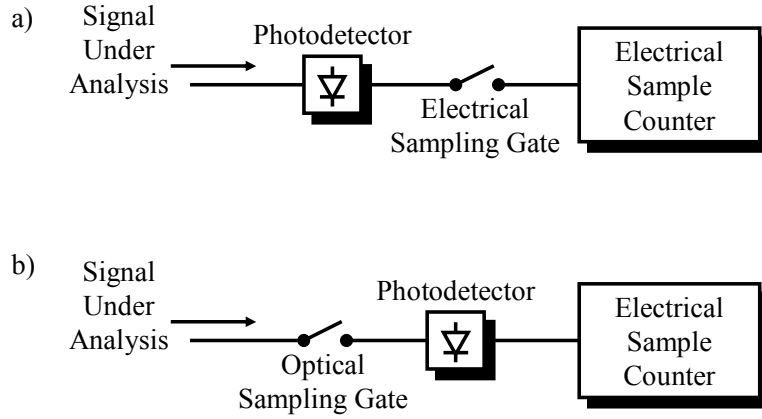 a)
Signal
Under
Analysis
Photodetector
Electrical
Sampling Gate
Electrical
Sample
Counter
b)
Signal
Under
Analysis
Optical
Sampling Gate
Photodetector
Electrical
Sample
Counter